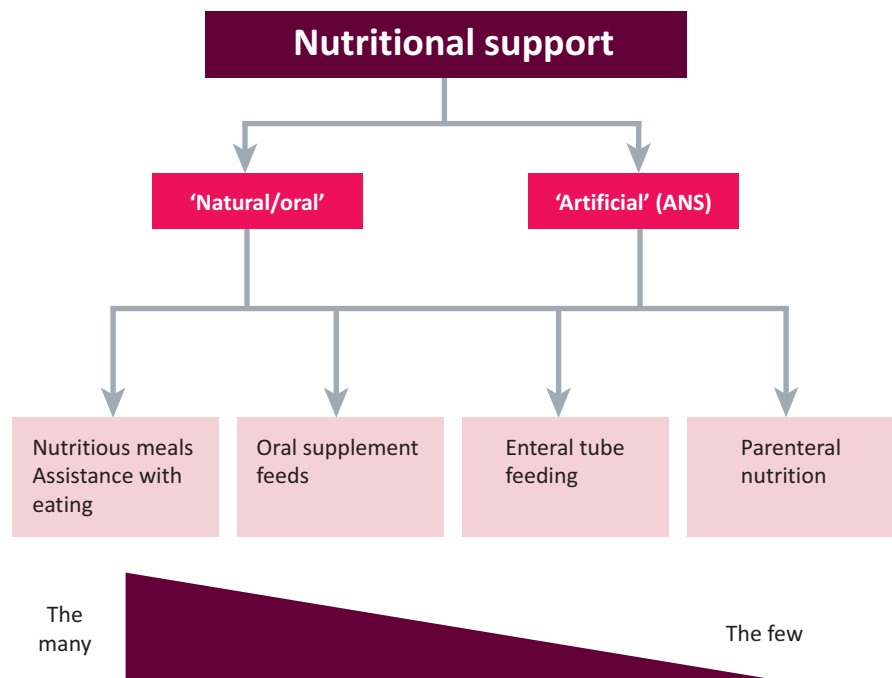 Nutritional support
‘Natural/oral’
‘Artificial’ (ANS)
Nutritious meals
Assistance with
eating
Oral supplement
feeds
Enteral tube
feeding
Parenteral
nutrition
The
many
The few